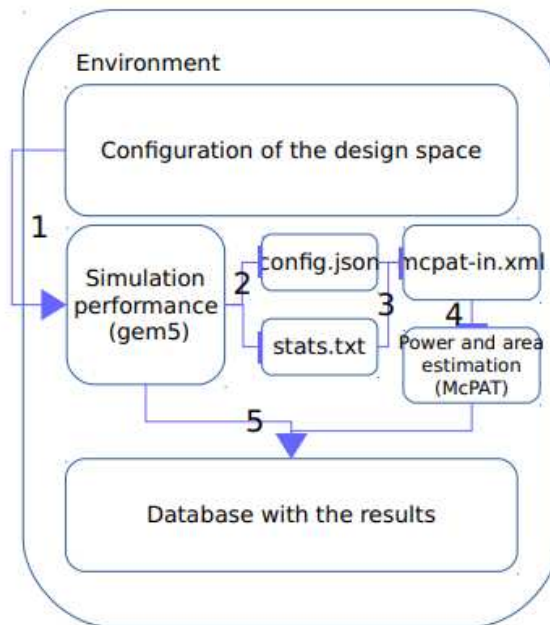 Environment
Configuration of the design space
1
Simulation
performance
(gem5)
2
config.json
stats.txt
3
mcpat-in.xml
4
Power and area
estimation
(McPAT)
5
Database with the results